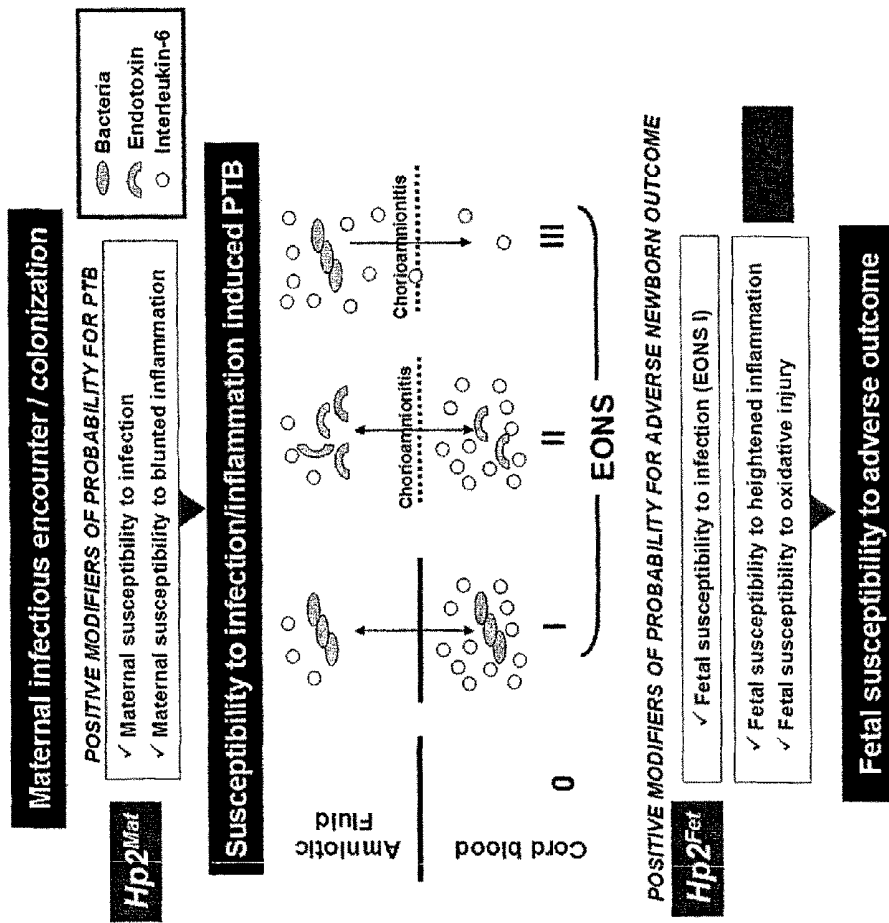 Maternal infectious encounter / colonization
POSITIVE MODIFIERS OF PROBABILITY FOR PTB
Hp2Mat
✓ Maternal susceptibility to infection
✓ Maternal susceptibility to blunted inflammation
Bacteria
Endotoxin
Interleukin-6
Susceptibility to infection/inflammation induced PTB
Amniotic
Fluid
Chorioamnionitis
Chorioamnionitis
Cord blood
0
I
II
III
EONS
POSITIVE MODIFIERS OF PROBABILITY FOR ADVERSE NEWBORN OUTCOME
Hp2Fet
✓ Fetal susceptibility to infection (EONS I)
✓ Fetal susceptibility to heightened inflammation
✓ Fetal susceptibility to oxidative injury
Fetal susceptibility to adverse outcome